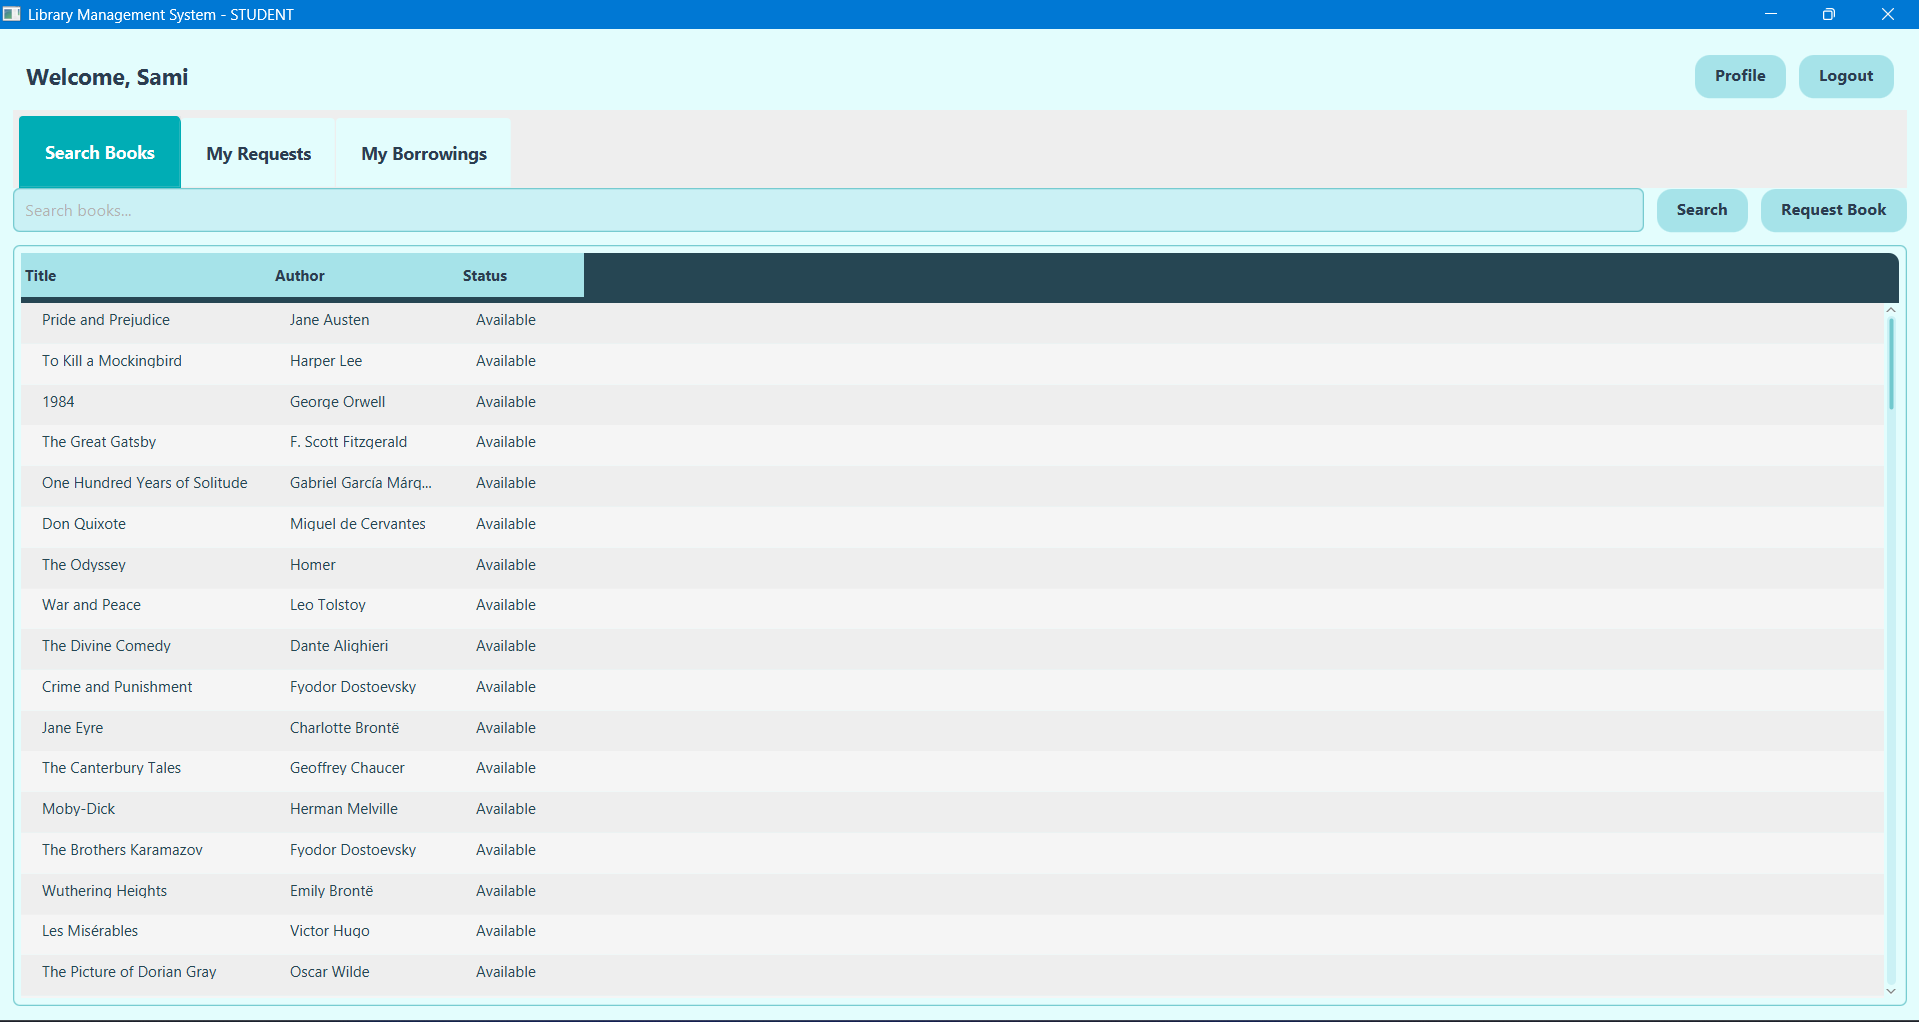 Library Management System - STUDENT
Welcome, Sami
Profile Logout
Search Books My Requests My Borrowings
Search books...
Search Request Book
Title Author Status
Pride and Prejudice Jane Austen Available
To Kill a Mockingbird Harper Lee Available
1984 George Orwell Available
The Great Gatsby F. Scott Fitzgerald Available
One Hundred Years of Solitude Gabriel García Márq... Available
Don Quixote Miguel de Cervantes Available
The Odyssey Homer Available
War and Peace Leo Tolstoy Available
The Divine Comedy Dante Alighieri Available
Crime and Punishment Fyodor Dostoevsky Available
Jane Eyre Charlotte Brontë Available
The Canterbury Tales Geoffrey Chaucer Available
Moby-Dick Herman Melville Available
The Brothers Karamazov Fyodor Dostoevsky Available
Wuthering Heights Emily Brontë Available
Les Misérables Victor Hugo Available
The Picture of Dorian Gray Oscar Wilde Available